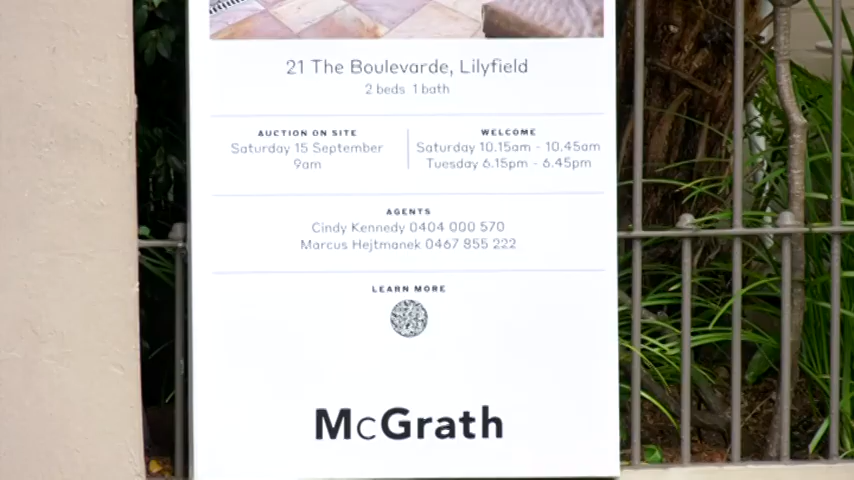 21 The Boulevarde, Lilyfield
2 beds 1 bath
AUCTION ON SITE
Saturday 15 September
9am
WELCOME
Saturday 10.15am - 10.45am
Tuesday 6.15pm - 6.45pm
AGENTS
Cindy Kennedy 0404 000 570
Marcus Hejtmanek 0467 855 222
LEARN MORE
McGrath